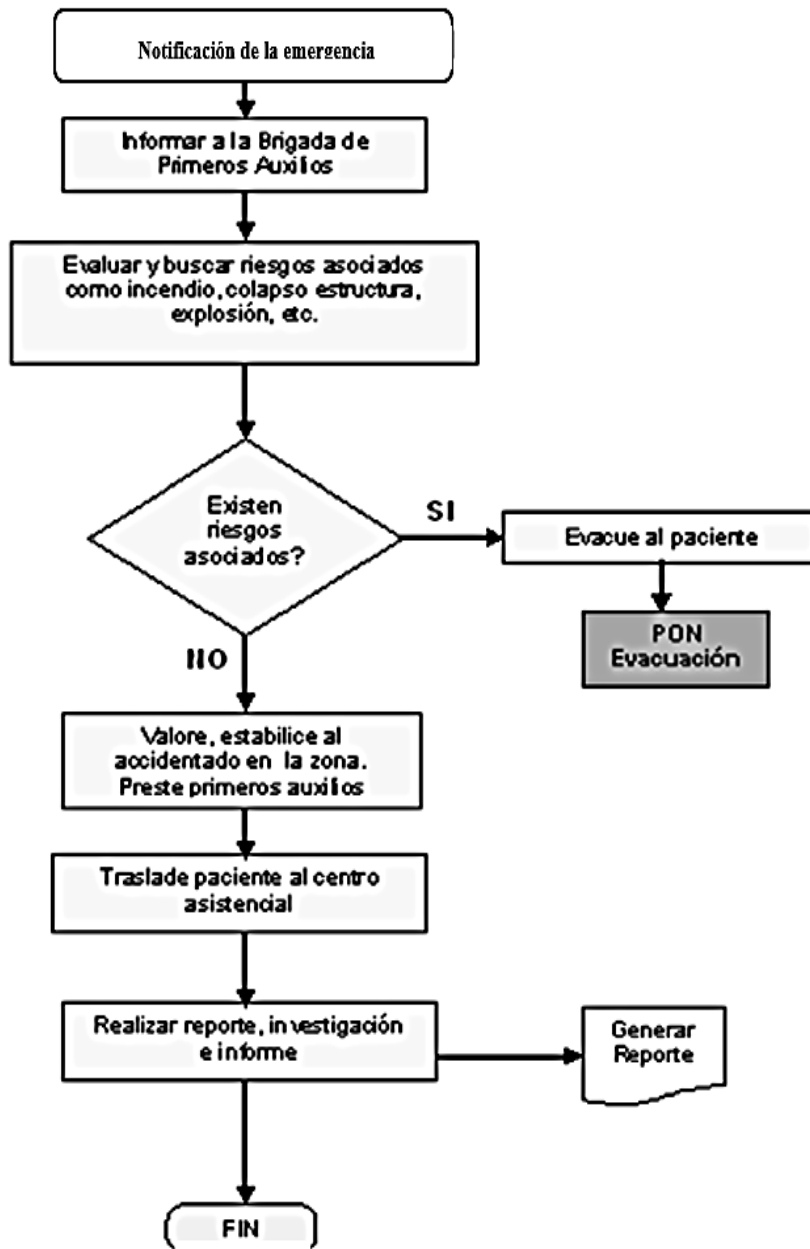 Notificación de la emergencia
Informar a la Brigada de
Primeros Auxilios
Evaluar y buscar riesgos asociados
como incendio, colapso estructura,
explosión, etc.
Existen
riesgos
asociados?
SI
Evacue al paciente
PON
Evacuación
NO
Valore, estabilice al
accidentado en la zona.
Preste primeros auxilios
Traslade paciente al centro
asistencial
Realizar reporte, investigación
e informe
Generar
Reporte
FIN